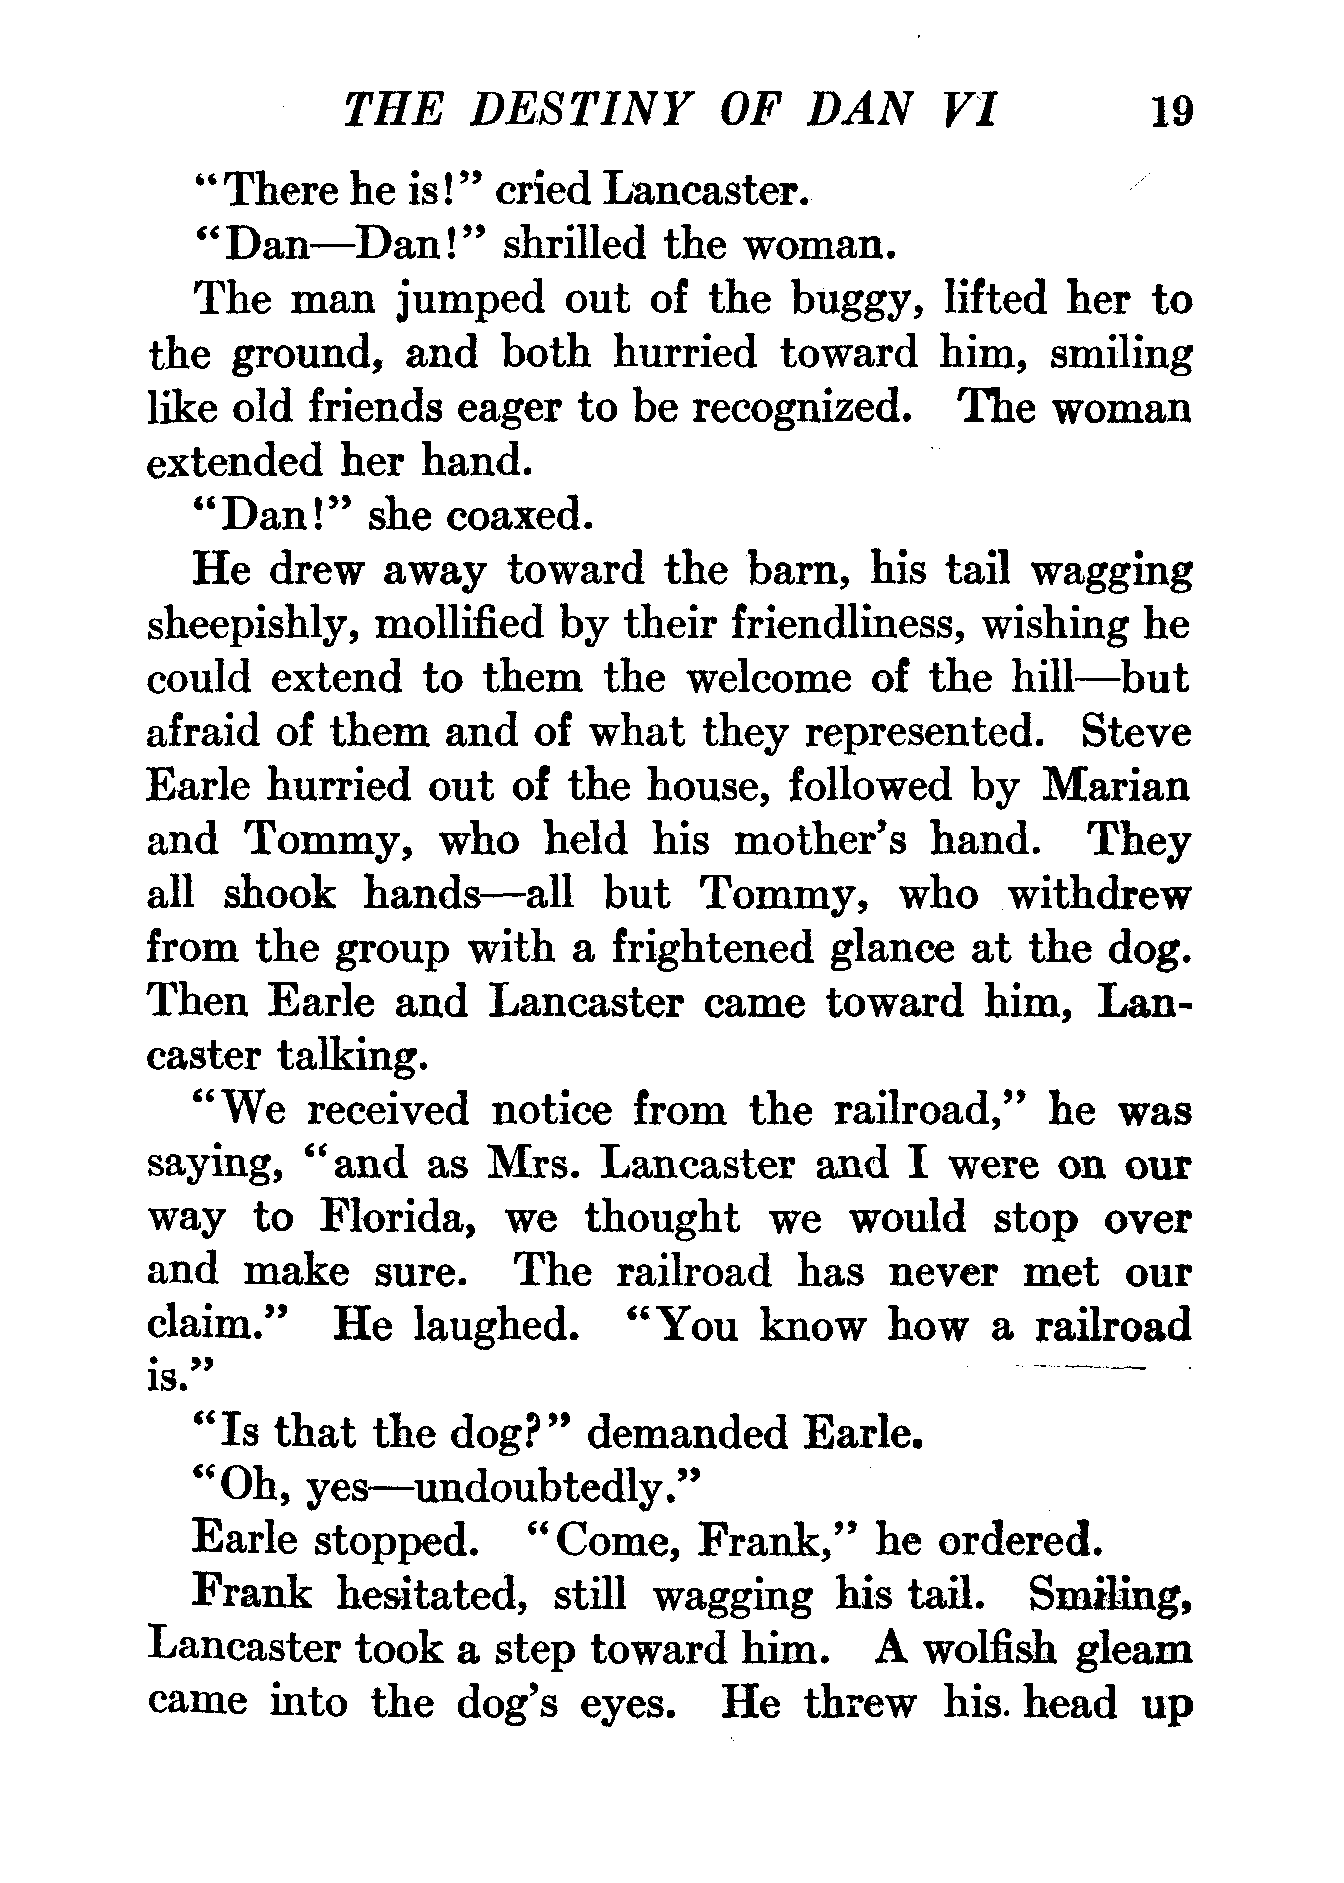 THE DESTINY OF DAN VI 19
“There he is!” cried Lancaster.
“Dan—Dan!” shrilled the woman.
The man jumped out of the buggy, lifted her to
the ground, and both hurried toward him, smiling
like old friends eager to be recognized. The woman
extended her hand.
“Dan!” she coaxed.
He drew away toward the barn, his tail wagging
sheepishly, mollified by their friendliness, wishing he
could extend to them the welcome of the hill—but
afraid of them and of what they represented. Steve
Earle hurried out of the house, followed by Marian
and Tommy, who held his mother’s hand. They
all shook hands—all but Tommy, who withdrew
from the group with a frightened glance at the dog.
Then Earle and Lancaster came toward him, Lan-
caster talking.
“We received notice from the railroad,” he was
saying, “and as Mrs. Lancaster and I were on our
way to Florida, we thought we would stop over
and make sure. The railroad has never met our
claim.” He laughed. “You know how a railroad
is.”
“Is that the dog?” demanded Earle.
“Oh, yes—undoubtedly.”
Earle stopped. “Come, Frank,” he ordered.
Frank hesitated, still wagging his tail. Smiling,
Lancaster took a step toward him. A wolfish gleam
came into the dog’s eyes. He threw his head up